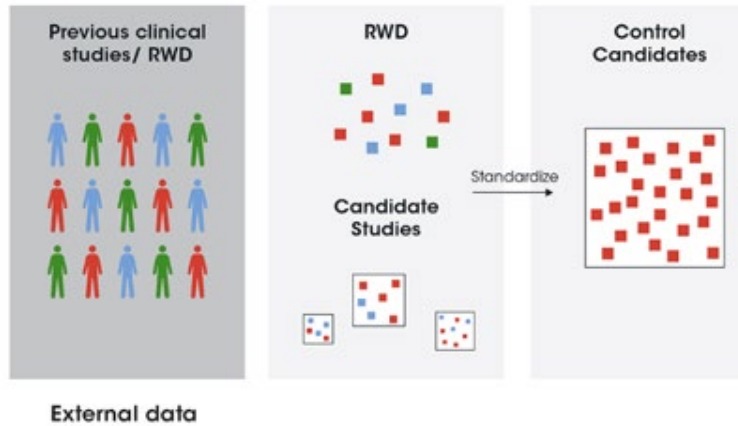 Previous clinical
studies/ RWD
RWD
Control
Candidates
Standardize
Candidate
Studies
External data